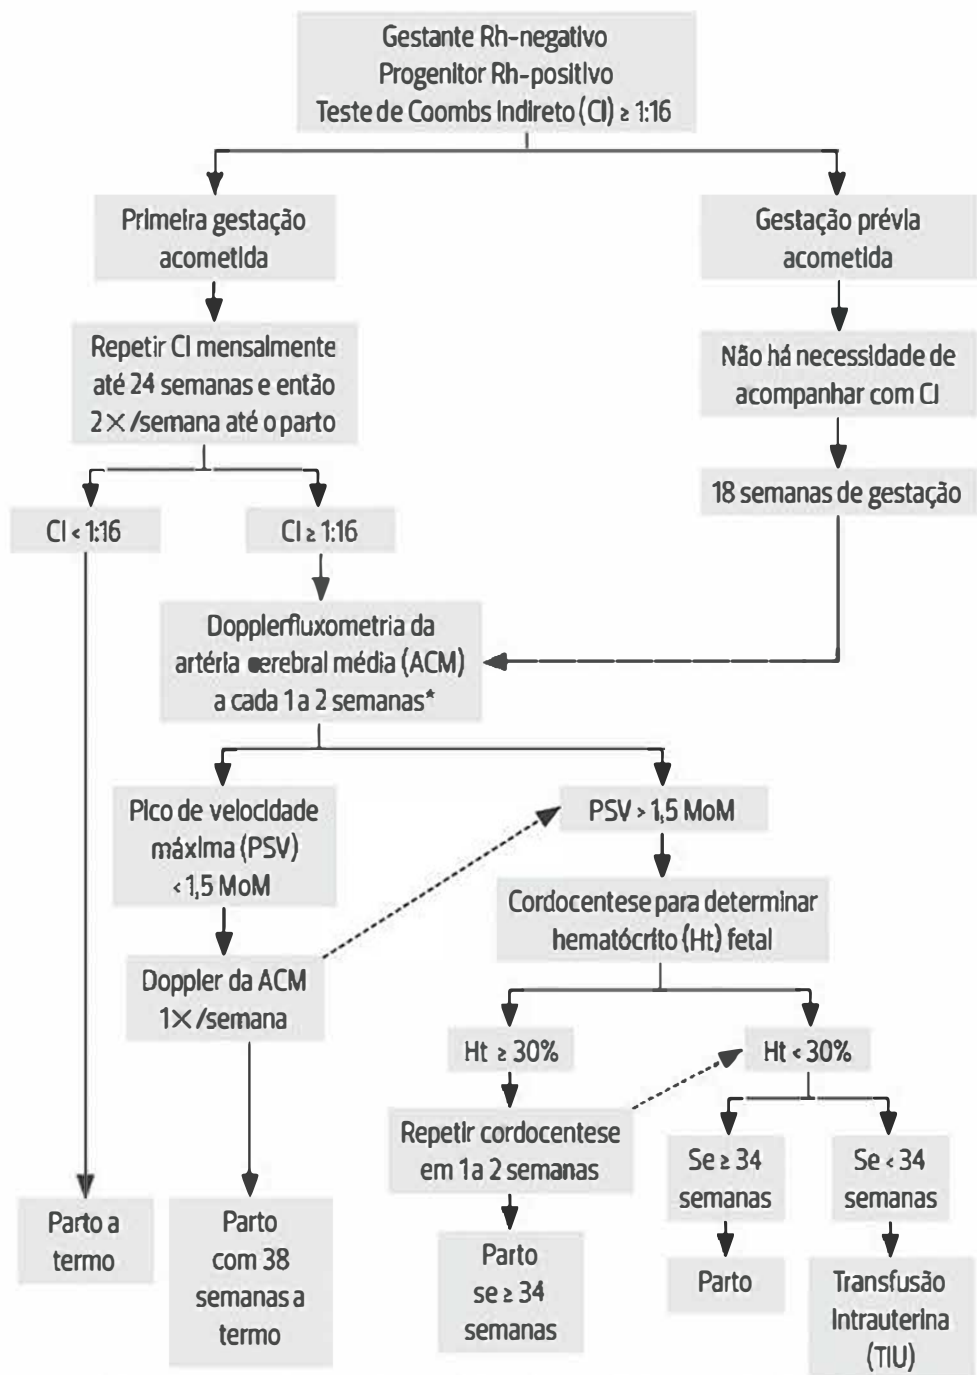 Gestante Rh-negativo
Progenitor Rh-positivo
Teste de Coombs Indireto (CI) ≥ 1:16
Primeira gestação
acometida
Gestação prévia
acometida
Repetir CI mensalmente
até 24 semanas e então
2×/semana até o parto
Não há necessidade de
acompanhar com CI
18 semanas de gestação
CI < 1:16
CI ≥ 1:16
Dopplerfluxometria da
artéria cerebral média (ACM)
a cada 1 a 2 semanas*
Pico de velocidade
máxima (PSV)
< 1,5 MoM
PSV > 1,5 MoM
Cordocentese para determinar
hematócrito (Ht) fetal
Doppler da ACM
1×/semana
Ht ≥ 30%
Ht < 30%
Repetir cordocentese
em 1 a 2 semanas
Se ≥ 34
semanas
Se < 34
semanas
Parto a
termo
Parto
com 38
semanas a
termo
Parto
se ≥ 34
semanas
Parto
Transfusão
Intrauterina
(TIU)